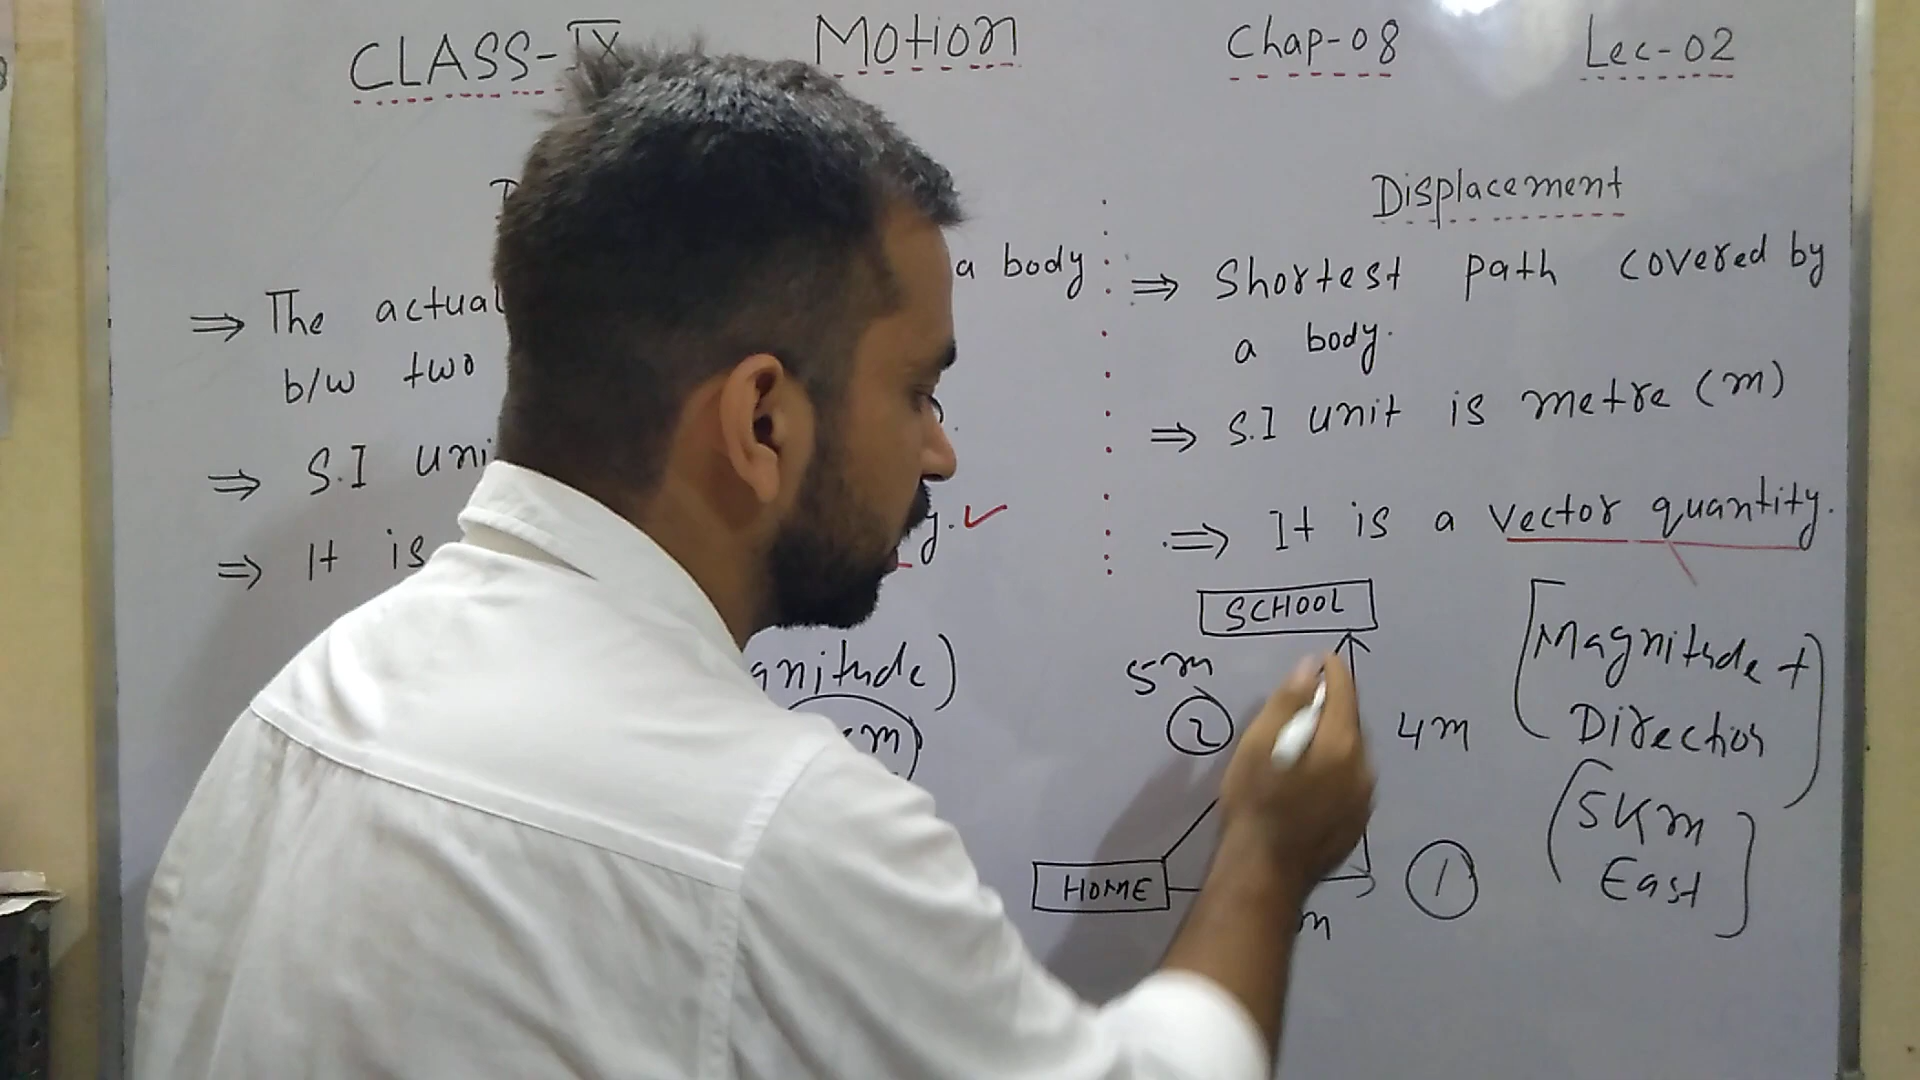 CLASS-IX Motion Chap-08 Lec-02
Displacement
⇒ The actual a body
b/w two
⇒ S.I uni
⇒ It is
⇒ Shortest path covered by
a body.
⇒ S.I unit is metre (m)
⇒ It is a vector quantity.
SCHOOL
5m
2
4m
HOME
1
m
[Magnitude +
Direction)
(5Km
East]